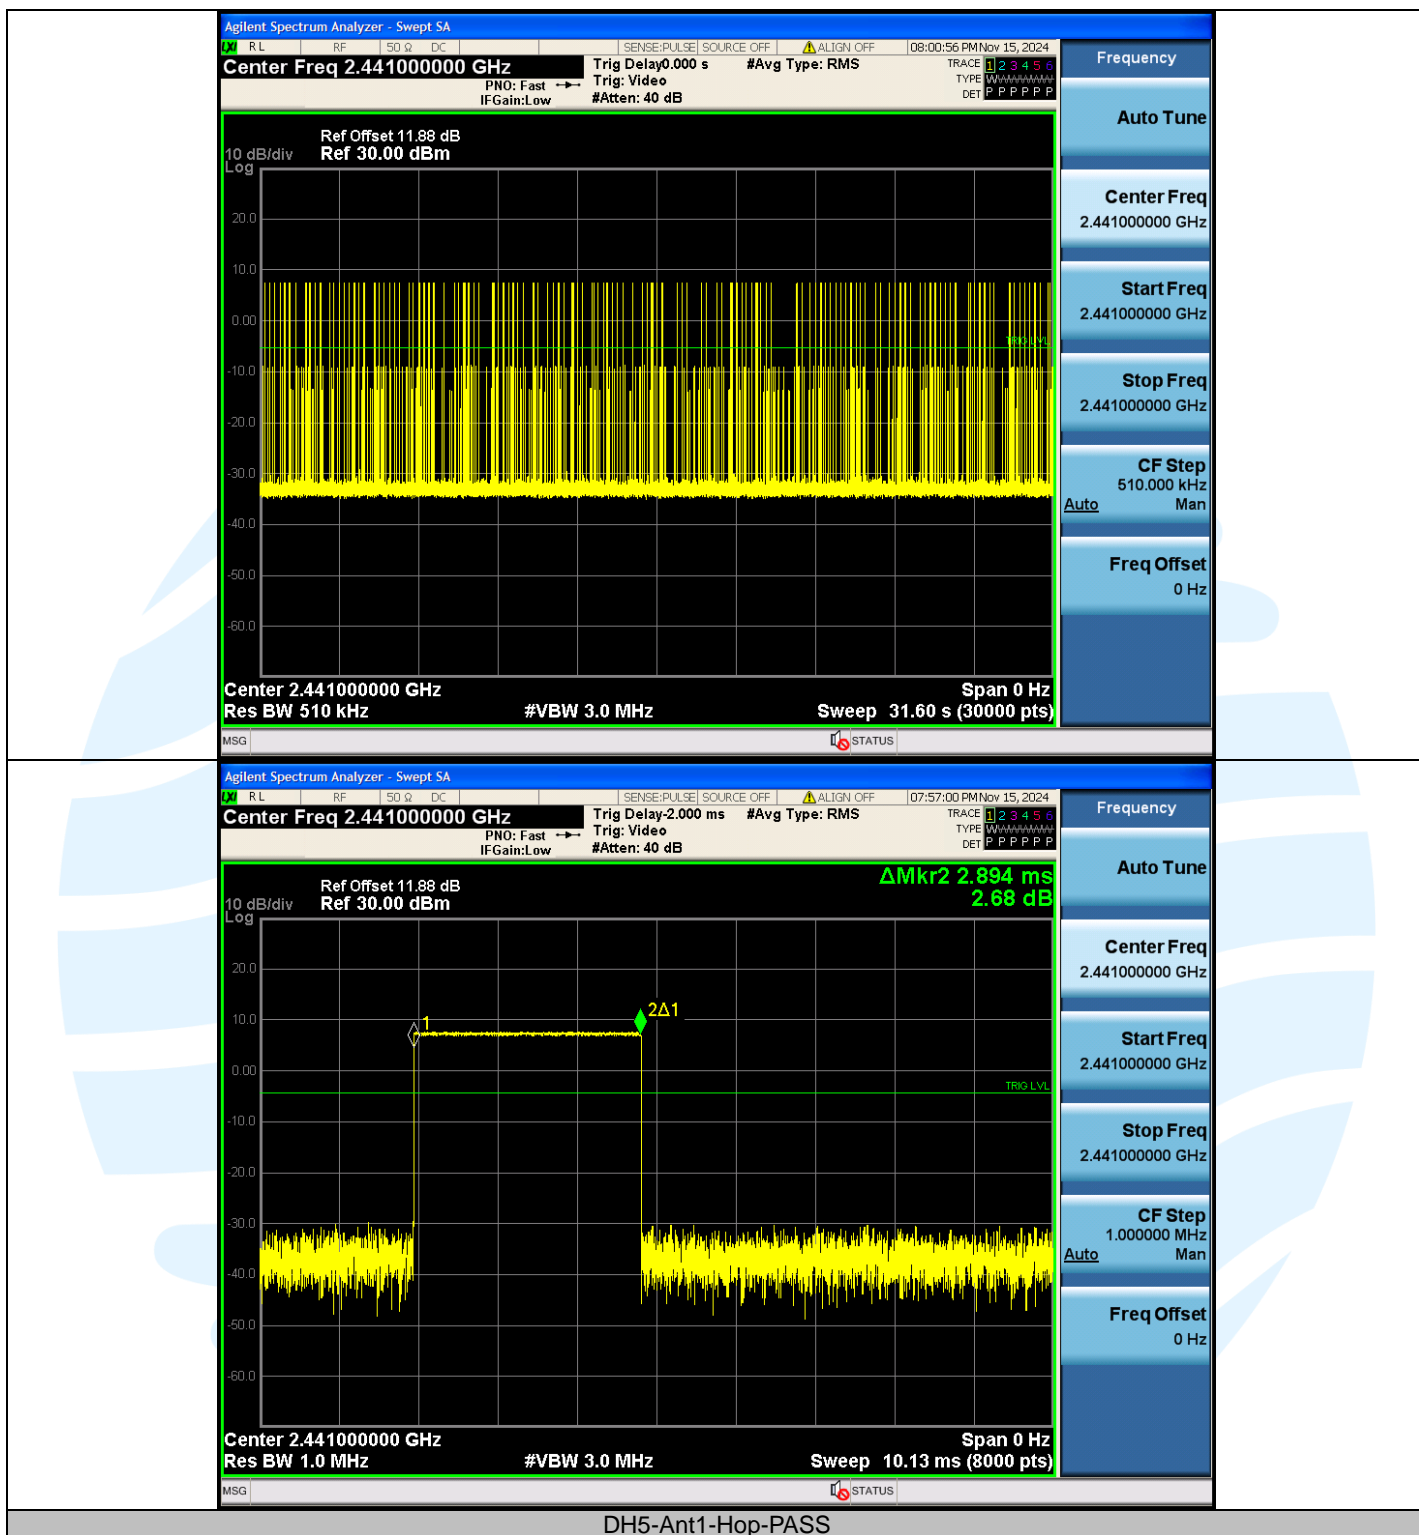 Agilent Spectrum Analyzer - Swept SA
LXI RL RF 50 Ω DC SENSE:PULSE SOURCE OFF ALIGN OFF 08:00:56 PM Nov 15, 2024
Center Freq 2.441000000 GHz
PNO: Fast
IFGain:Low
Trig Delay0.000 s
Trig: Video
#Atten: 40 dB
#Avg Type: RMS
TRACE 1 2 3 4 5 6
TYPE WWWWWW
DET P P P P P P
Ref Offset 11.88 dB
10 dB/div Ref 30.00 dBm
Log
20.0
10.0
0.00
TRIG LVL
-10.0
-20.0
-30.0
-40.0
-50.0
-60.0
Center 2.441000000 GHz Span 0 Hz
Res BW 510 kHz #VBW 3.0 MHz Sweep 31.60 s (30000 pts)
MSG STATUS
Frequency
Auto Tune
Center Freq
2.441000000 GHz
Start Freq
2.441000000 GHz
Stop Freq
2.441000000 GHz
CF Step
510.000 kHz
Auto Man
Freq Offset
0 Hz
Agilent Spectrum Analyzer - Swept SA
LXI RL RF 50 Ω DC SENSE:PULSE SOURCE OFF ALIGN OFF 07:57:00 PM Nov 15, 2024
Center Freq 2.441000000 GHz
PNO: Fast
IFGain:Low
Trig Delay-2.000 ms
Trig: Video
#Atten: 40 dB
#Avg Type: RMS
TRACE 1 2 3 4 5 6
TYPE WWWWWW
DET P P P P P P
ΔMkr2 2.894 ms
2.68 dB
Ref Offset 11.88 dB
10 dB/div Ref 30.00 dBm
Log
20.0
10.0
1
2Δ1
0.00
TRIG LVL
-10.0
-20.0
-30.0
-40.0
-50.0
-60.0
Center 2.441000000 GHz Span 0 Hz
Res BW 1.0 MHz #VBW 3.0 MHz Sweep 10.13 ms (8000 pts)
MSG STATUS
Frequency
Auto Tune
Center Freq
2.441000000 GHz
Start Freq
2.441000000 GHz
Stop Freq
2.441000000 GHz
CF Step
1.000000 MHz
Auto Man
Freq Offset
0 Hz
DH5-Ant1-Hop-PASS